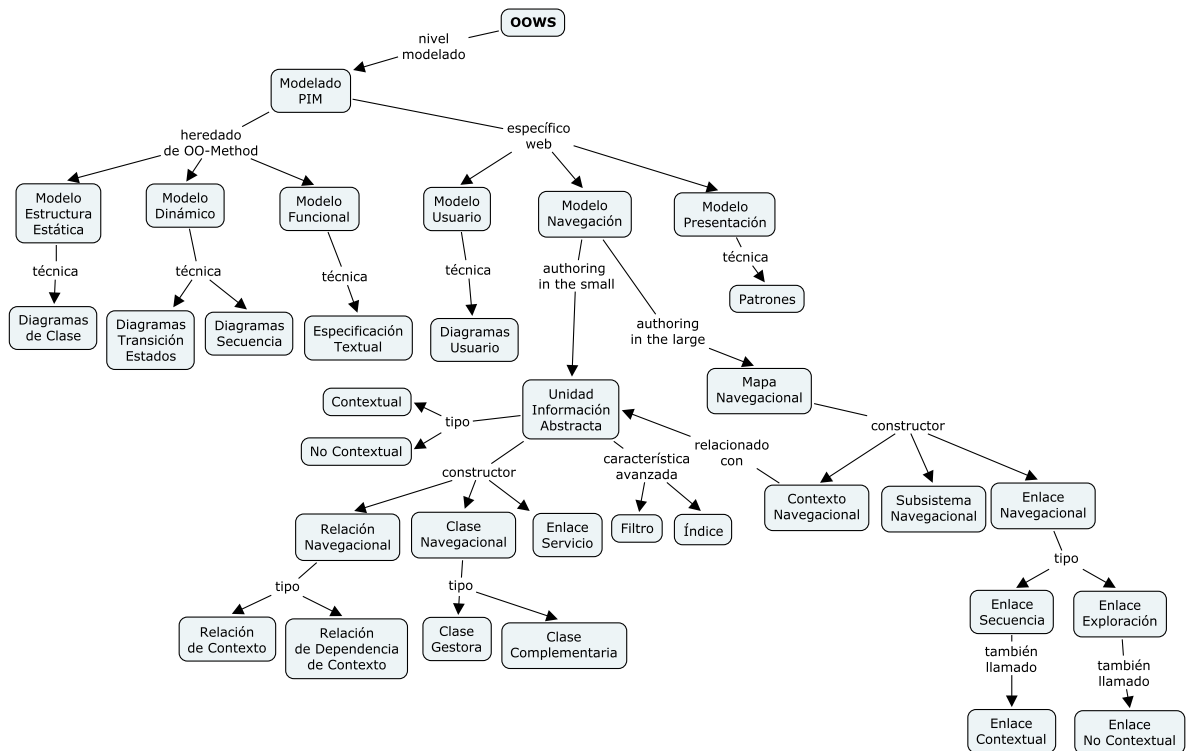 OOWS
nivel
modelado
Modelado
PIM
heredado
de OO-Method
específico
web
Modelo
Estructura
Estática
Modelo
Dinámico
Modelo
Funcional
Modelo
Usuario
Modelo
Navegación
Modelo
Presentación
técnica
técnica
técnica
técnica
authoring
in the small
técnica
Diagramas
de Clase
Diagramas
Transición
Estados
Diagramas
Secuencia
Especificación
Textual
Diagramas
Usuario
authoring
in the large
Patrones
Contextual
No Contextual
tipo
Unidad
Información
Abstracta
Mapa
Navegacional
constructor
característica
avanzada
relacionado
con
constructor
Relación
Navegacional
Clase
Navegacional
Enlace
Servicio
Filtro
Índice
Contexto
Navegacional
Subsistema
Navegacional
Enlace
Navegacional
tipo
tipo
tipo
Relación
de Contexto
Relación
de Dependencia
de Contexto
Clase
Gestora
Clase
Complementaria
Enlace
Secuencia
Enlace
Exploración
también
llamado
también
llamado
Enlace
Contextual
Enlace
No Contextual